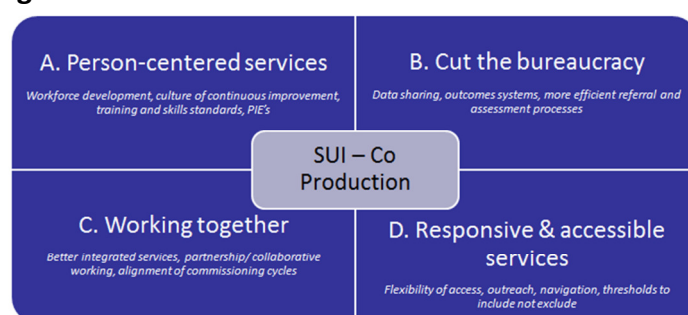 A. Person-centered services
Workforce development, culture of continuous improvement,
training and skills standards, PIE's
B. Cut the bureaucracy
Data sharing, outcomes systems, more efficient referral and
assessment processes
SUI – Co
Production
C. Working together
Better integrated services, partnership/ collaborative
working, alignment of commissioning cycles
D. Responsive & accessible
services
Flexibility of access, outreach, navigation, thresholds to
include not exclude